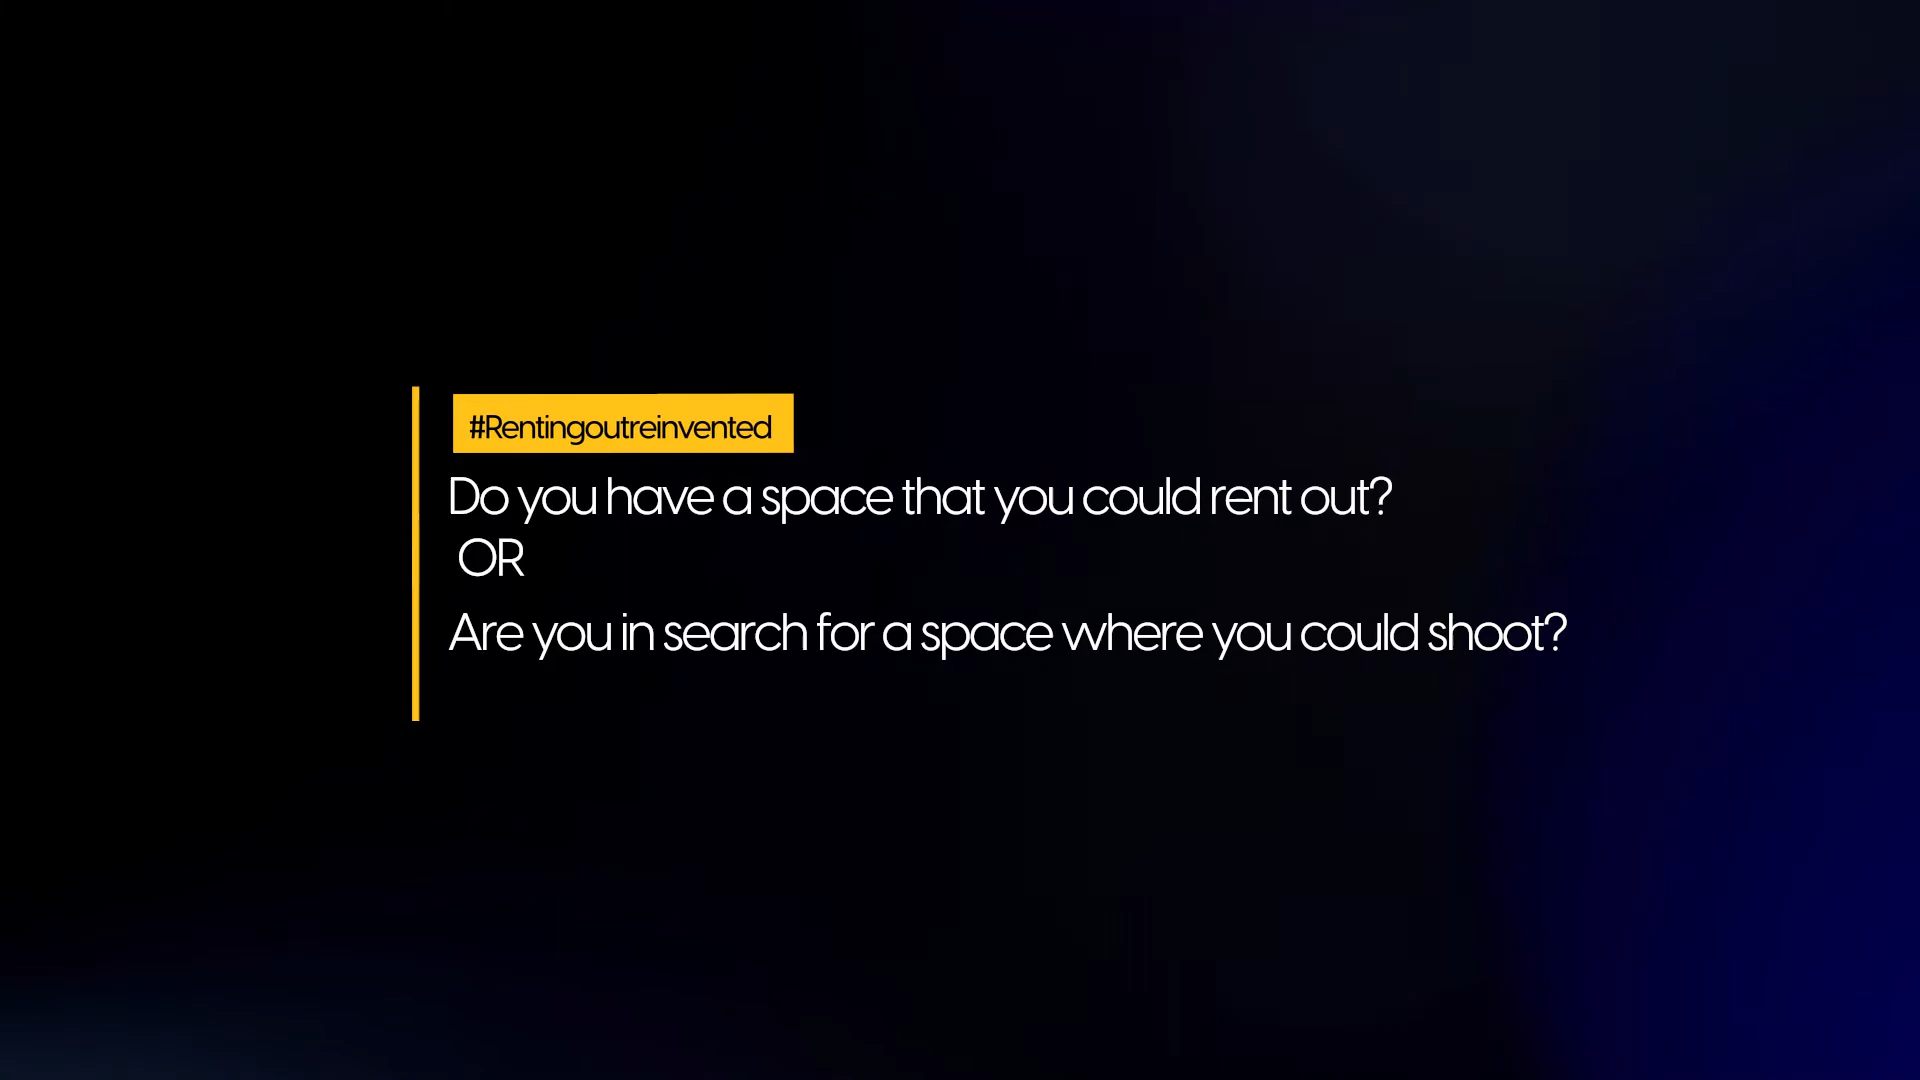 #Rentingoutreinvented
Do you have a space that you could rent out?
OR
Are you in search for a space where you could shoot?